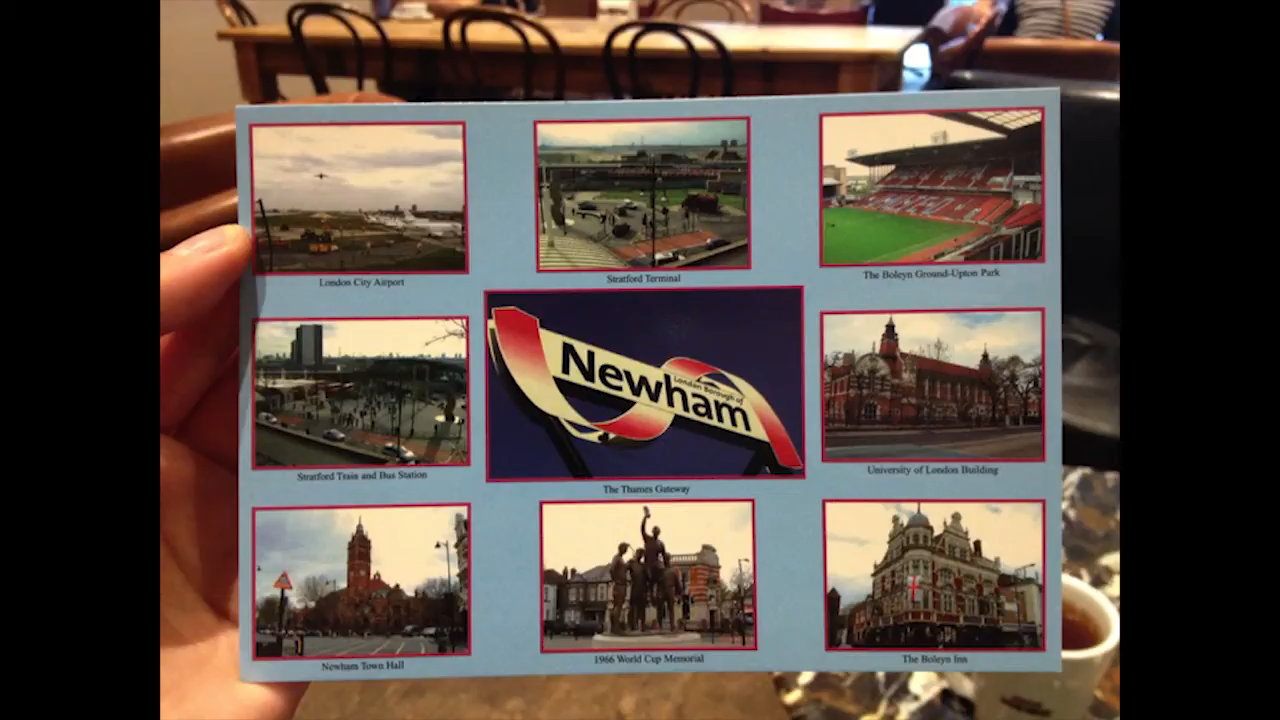 London City Airport
Stratford Terminal
The Boleyn Ground-Upton Park
Stratford Train and Bus Station
London Borough of
Newham
The Thames Gateway
University of London Building
Newham Town Hall
1966 World Cup Memorial
The Boleyn Inn